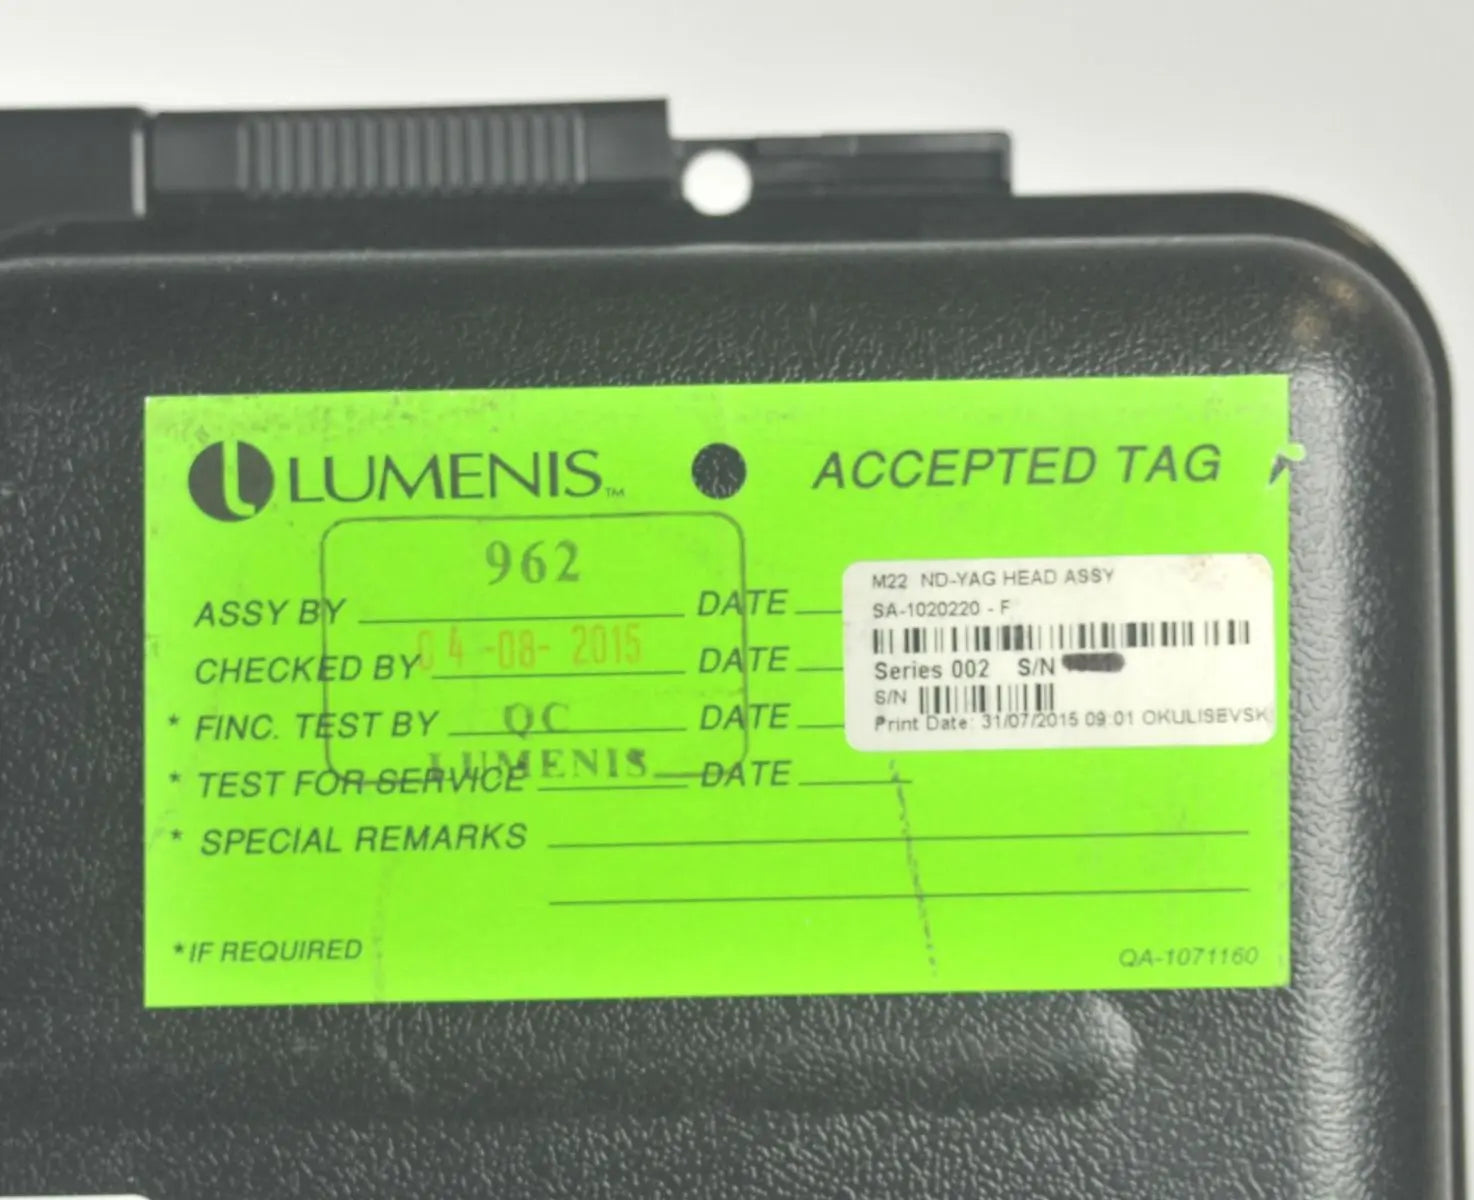 LUMENIS™ ACCEPTED TAG
962
ASSY BY DATE
04-08-2015
CHECKED BY DATE
* FINC. TEST BY DATE
QC
LUMENIS
* TEST FOR SERVICE DATE
* SPECIAL REMARKS
*IF REQUIRED
QA-1071160
M22 ND-YAG HEAD ASSY
SA-1020220 - F
Series 002 S/N
S/N
Print Date: 31/07/2015 09:01 OKULISEVSK